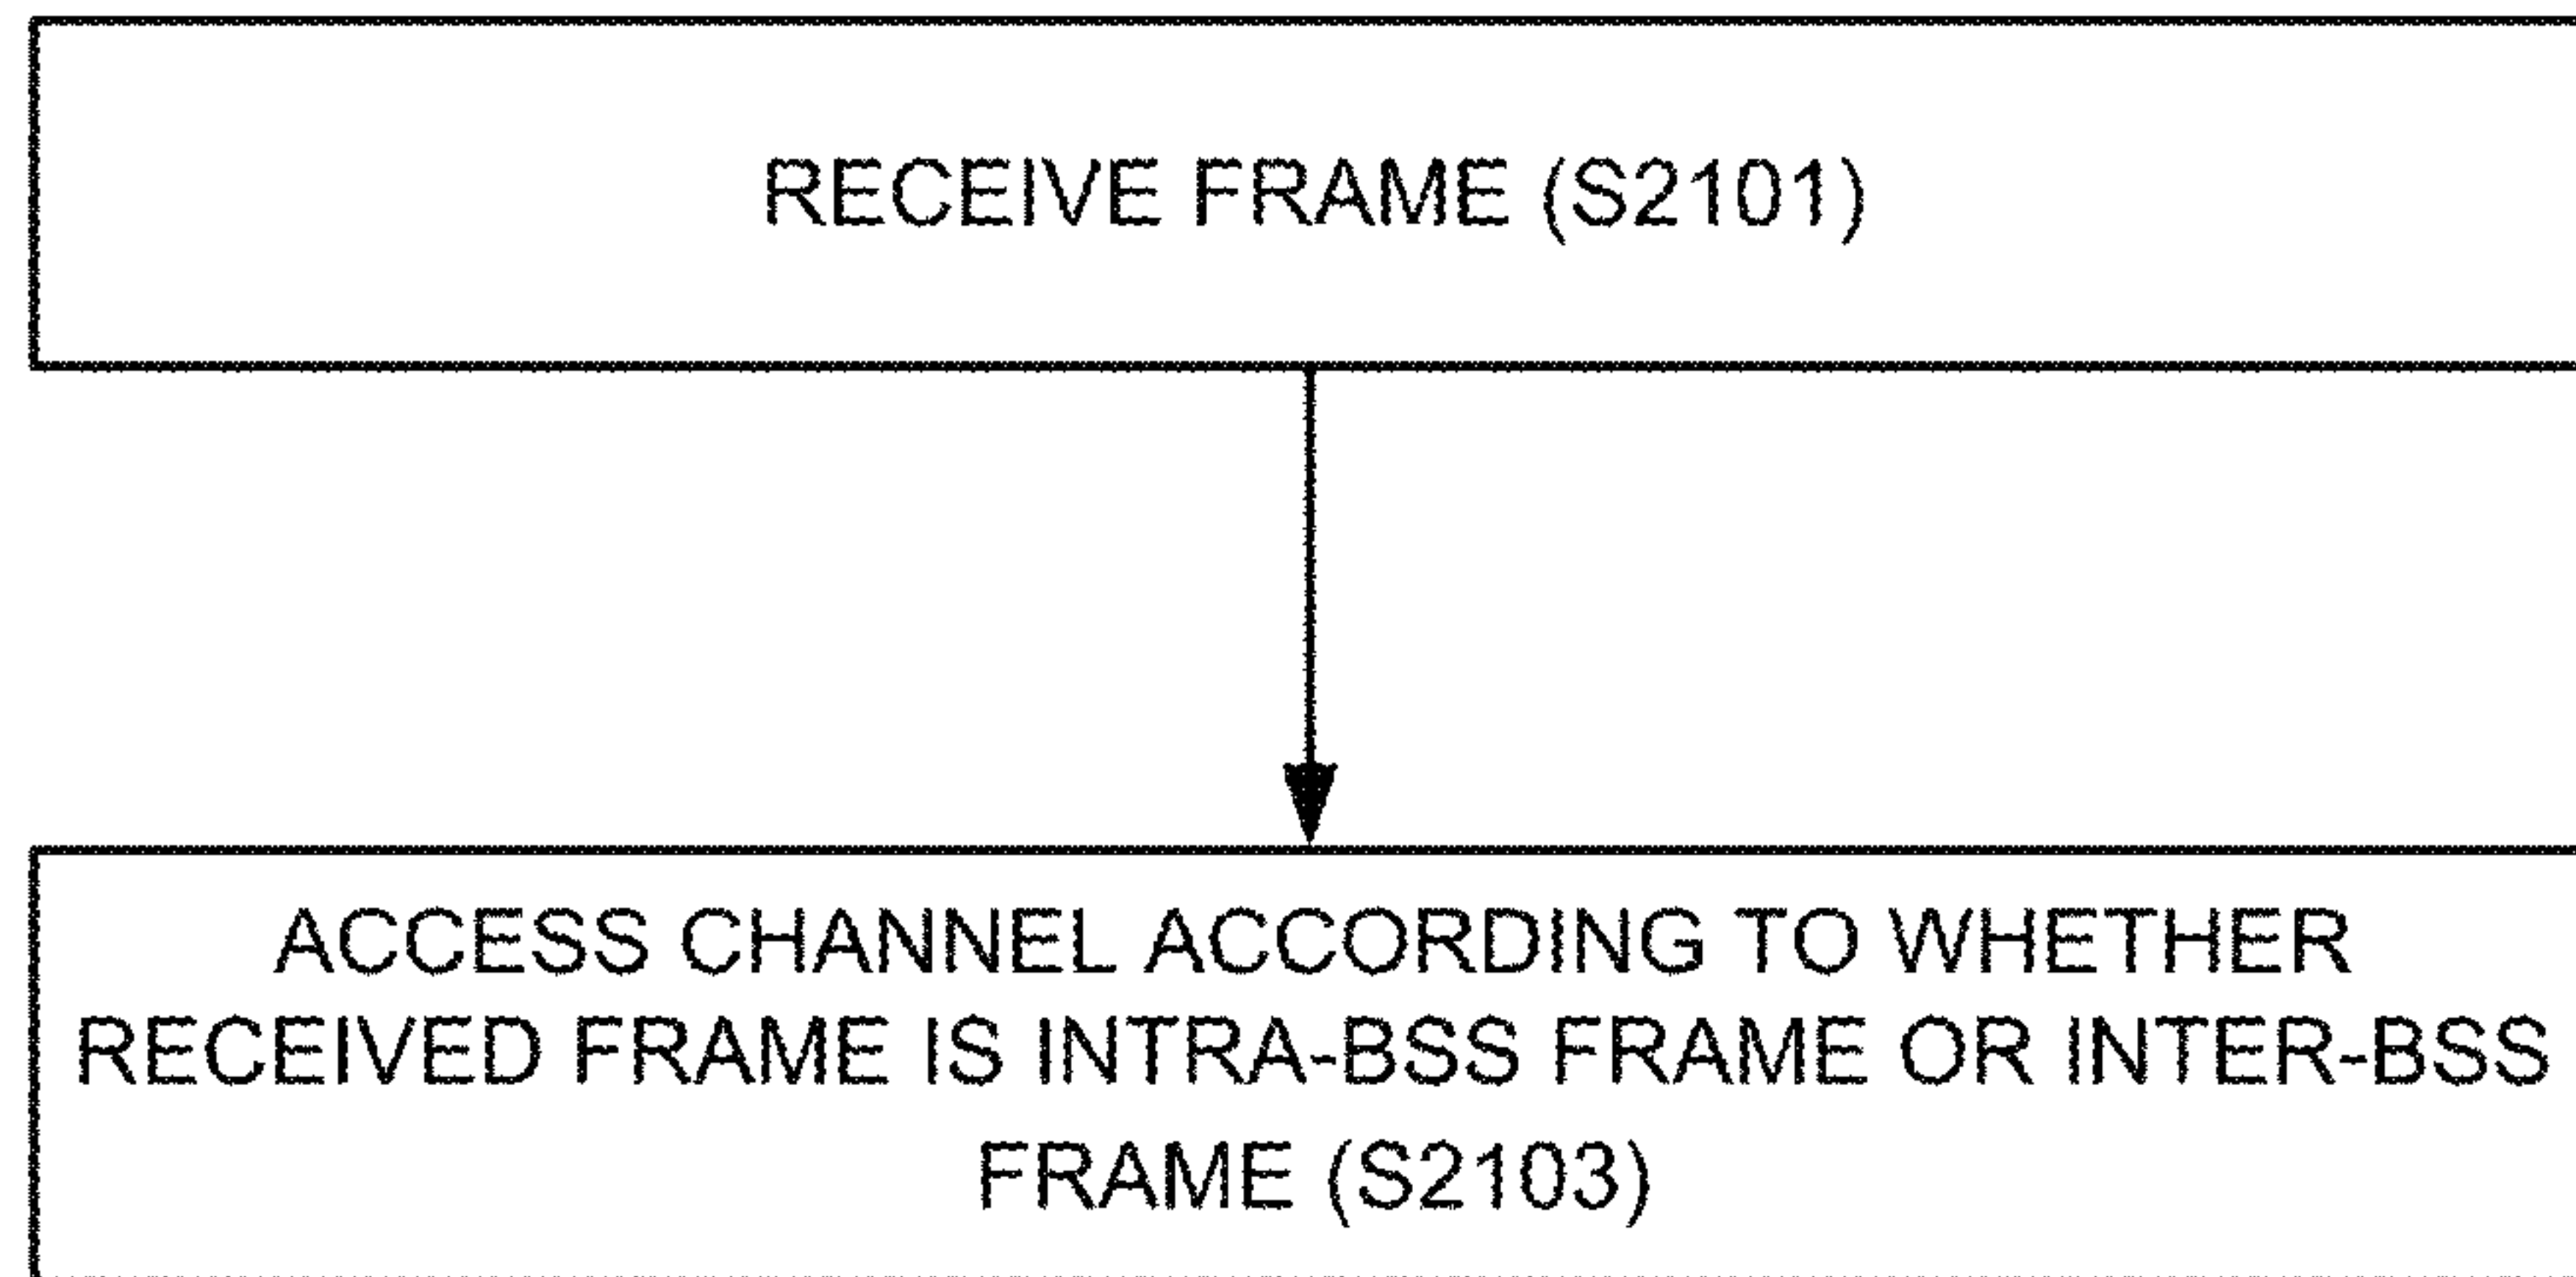 RECEIVE FRAME (S2101)
ACCESS CHANNEL ACCORDING TO WHETHER
RECEIVED FRAME IS INTRA-BSS FRAME OR INTER-BSS
FRAME (S2103)